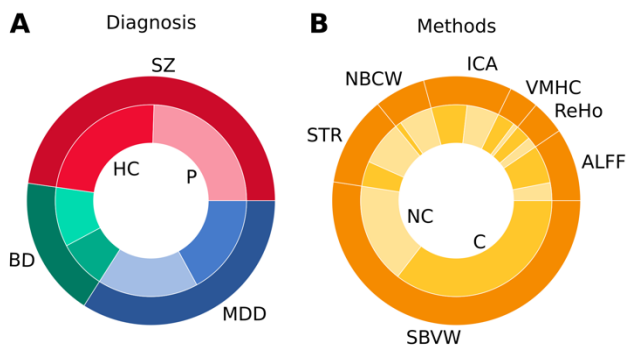 A
Diagnosis
SZ
HC
P
BD
MDD
B
Methods
ICA
NBCW
VMHC
ReHo
STR
ALFF
NC
C
SBVW